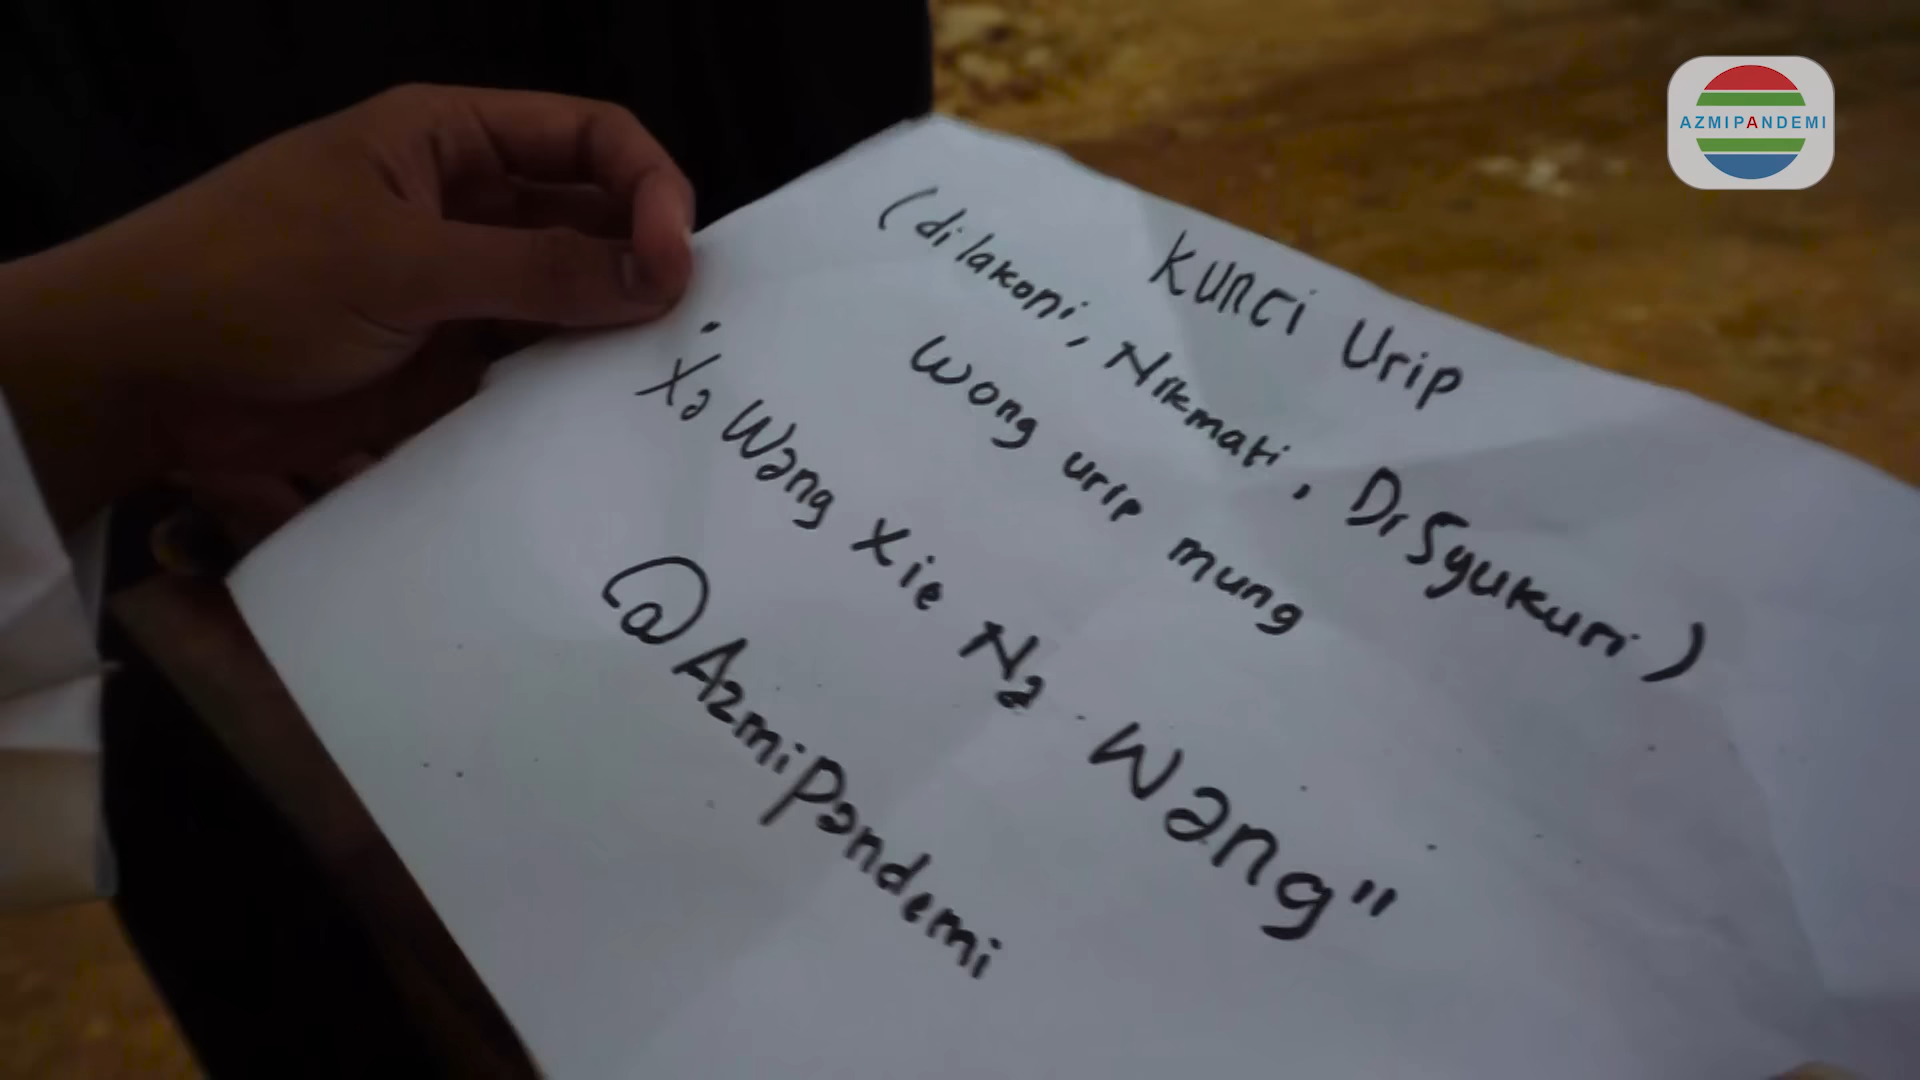 KUnCi Urip
(di lakoni, Nikmati, Di Syukuri)
Wong urip mung
"Xa Wang Xie Na Wang"
@AzmiPandemi
AZMIPANDEMI